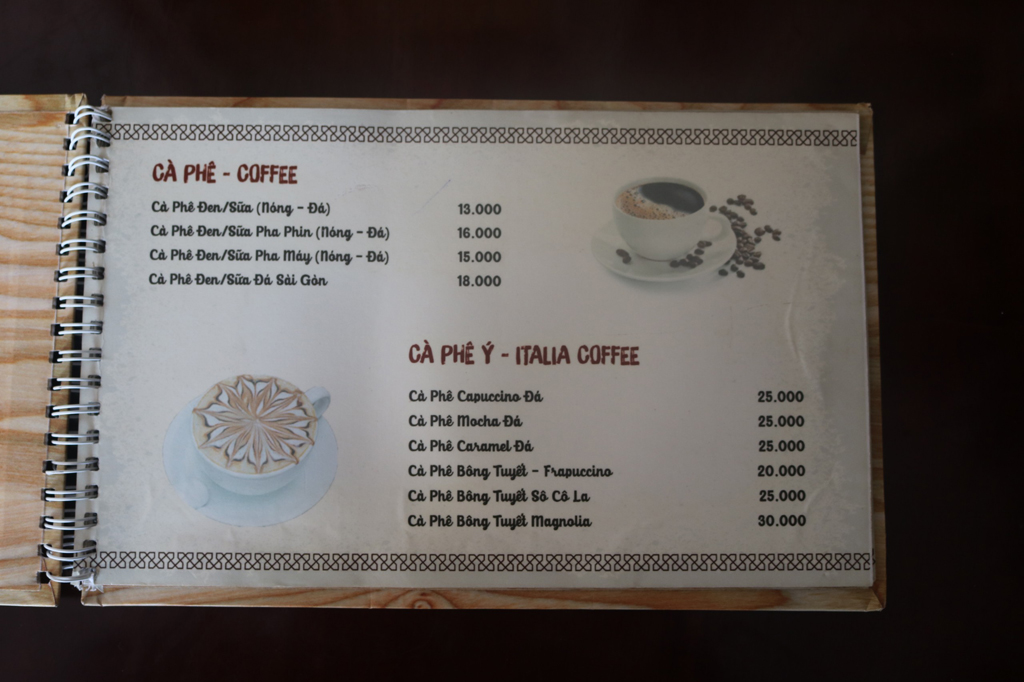 CÀ PHÊ - COFFEE
Cà Phê Đen/Sữa (Nóng - Đá) 13.000
Cà Phê Đen/Sữa Pha Phin (Nóng - Đá) 16.000
Cà Phê Đen/Sữa Pha Máy (Nóng - Đá) 15.000
Cà Phê Đen/Sữa Đá Sài Gòn 18.000
CÀ PHÊ Ý - ITALIA COFFEE
Cà Phê Capuccino Đá 25.000
Cà Phê Mocha Đá 25.000
Cà Phê Caramel Đá 25.000
Cà Phê Bông Tuyết - Frapuccino 20.000
Cà Phê Bông Tuyết Sô Cô La 25.000
Cà Phê Bông Tuyết Magnolia 30.000